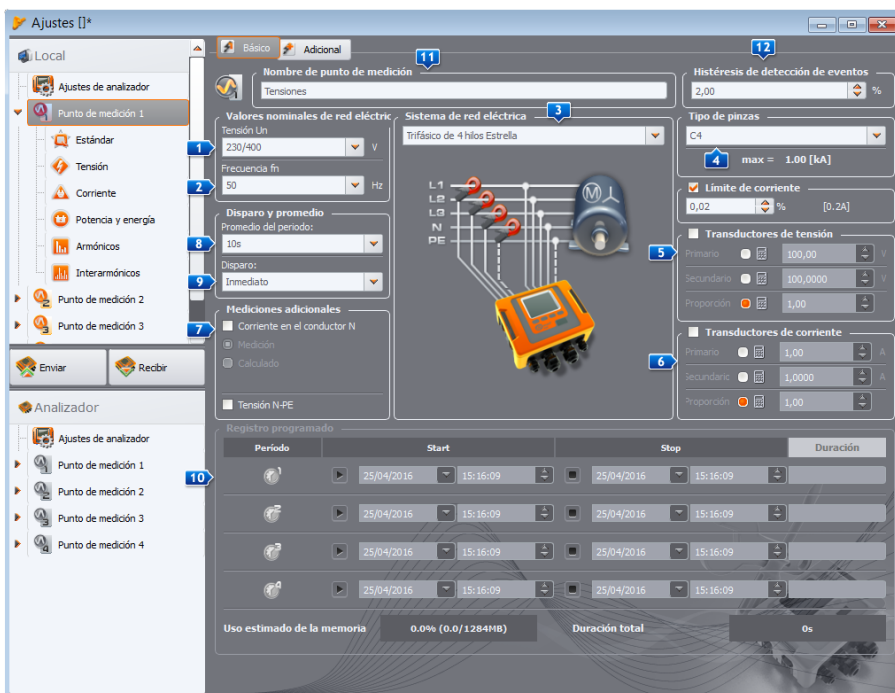 Ajustes []*
Local
Ajustes de analizador
Punto de medición 1
Estándar
Tensión
Corriente
Potencia y energía
Armónicos
Interarmónicos
Punto de medición 2
Punto de medición 3
Enviar
Recibir
Analizador
Ajustes de analizador
Punto de medición 1
Punto de medición 2
Punto de medición 3
Punto de medición 4
Básico
Adicional
11
Nombre de punto de medición
Tensiones
12
Histéresis de detección de eventos
2,00 %
Valores nominales de red eléctric
Tensión Un
1
230/400 V
Frecuencia fn
2
50 Hz
Sistema de red eléctrica
3
Trifásico de 4 hilos Estrella
L1
L2
L3
N
PE
M
Tipo de pinzas
C4
4
max = 1.00 [kA]
Límite de corriente
0,02 % [0.2A]
Disparo y promedio
Promedio del periodo:
8
10s
Disparo:
9
Inmediato
Transductores de tensión
5
Primario 100,00 V
Secundario 100,0000 V
Proporción 1,00
Mediciones adicionales
7
Corriente en el conductor N
Medición
Calculado
Tensión N-PE
Transductores de corriente
6
Primario 1,00 A
Secundario 1,0000 A
Proporción 1,00
Registro programado
Período Start Stop Duración
10
1 25/04/2016 15:16:09 25/04/2016 15:16:09
2 25/04/2016 15:16:09 25/04/2016 15:16:09
3 25/04/2016 15:16:09 25/04/2016 15:16:09
4 25/04/2016 15:16:09 25/04/2016 15:16:09
Uso estimado de la memoria 0.0% (0.0/1284MB) Duración total 0s